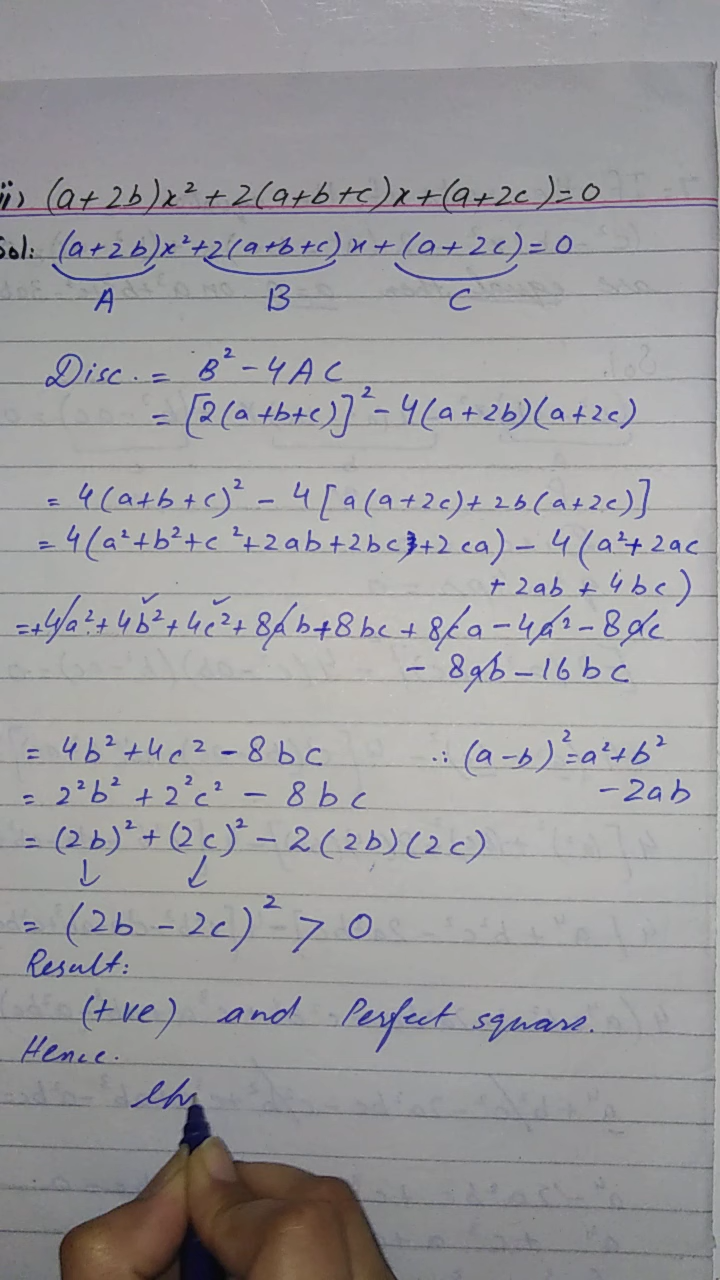 ii) (a+2b)x²+2(a+b+c)x+(a+2c)=0
Sol: (a+2b)x²+2(a+b+c)x+(a+2c)=0
A B C
Disc. = B²-4AC
= [2(a+b+c)]²-4(a+2b)(a+2c)
= 4(a+b+c)² - 4[a(a+2c)+2b(a+2c)]
= 4(a²+b²+c²+2ab+2bc+2ca) - 4(a²+2ac
+2ab+4bc)
=+4a²+4b²+4c²+8ab+8bc+8ca-4a²-8ac
-8ab-16bc
= 4b²+4c²-8bc ∴(a-b)²=a²+b²
= 2²b²+2²c²-8bc -2ab
= (2b)²+(2c)²-2(2b)(2c)
↓ ↓
= (2b-2c)² > 0
Result:
(+ve) and Perfect square.
Hence.